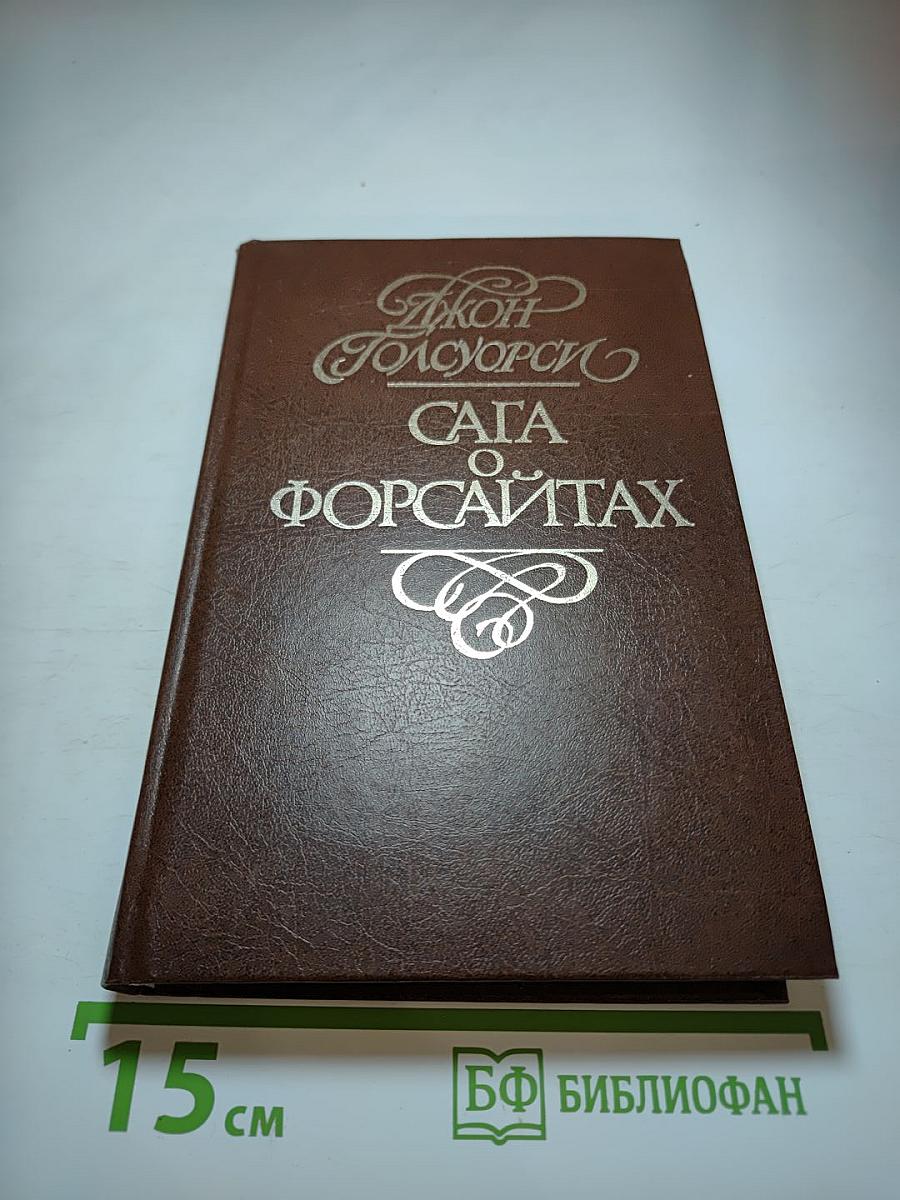 Джон
Голсуорси
САГА
О
ФОРСАЙТАХ
15 см
БФ БИБЛИОФАН